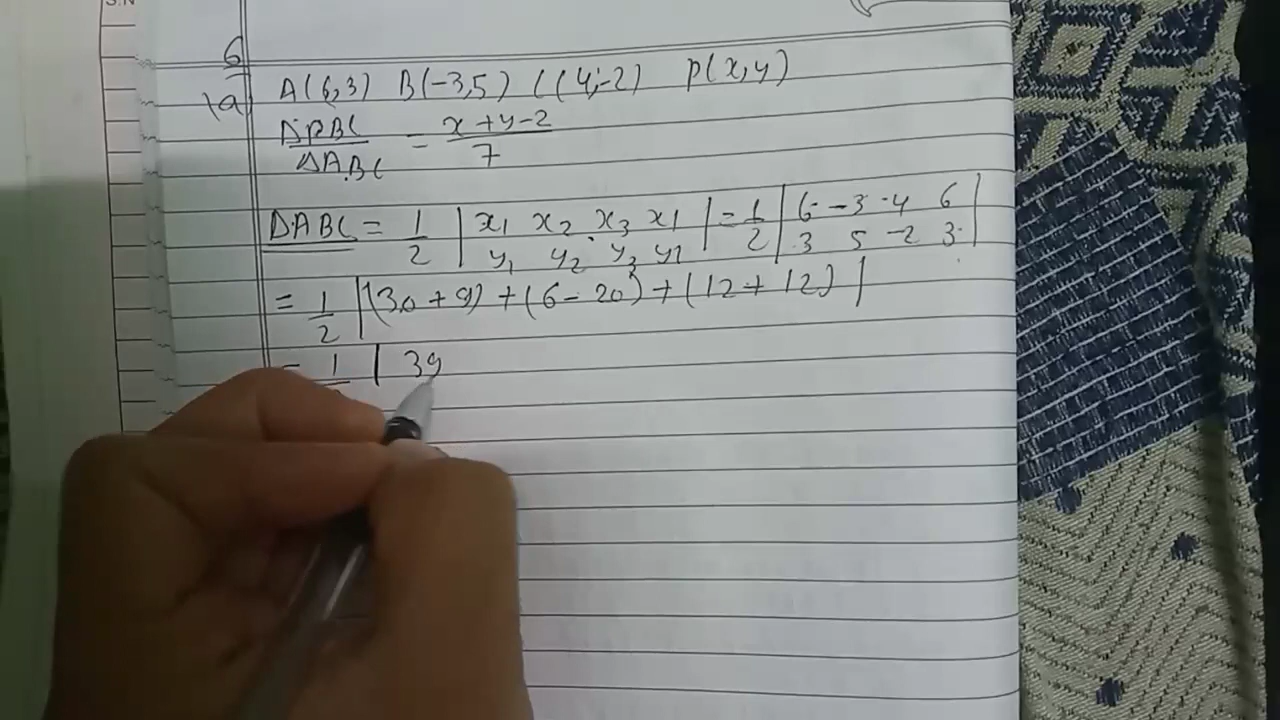 S.N
6
1a) A(6,3) B(-3,5) C(4,-2) P(x,y)
ΔPBC / ΔABC = x+y-2 / 7
ΔABC = 1/2 | x1 x2 x3 x1 | = 1/2 | 6 -3 4 6 |
y1 y2 y3 y1 3 5 -2 3
= 1/2 |(30+9)+(6-20)+(12+12)|
= 1 | 39